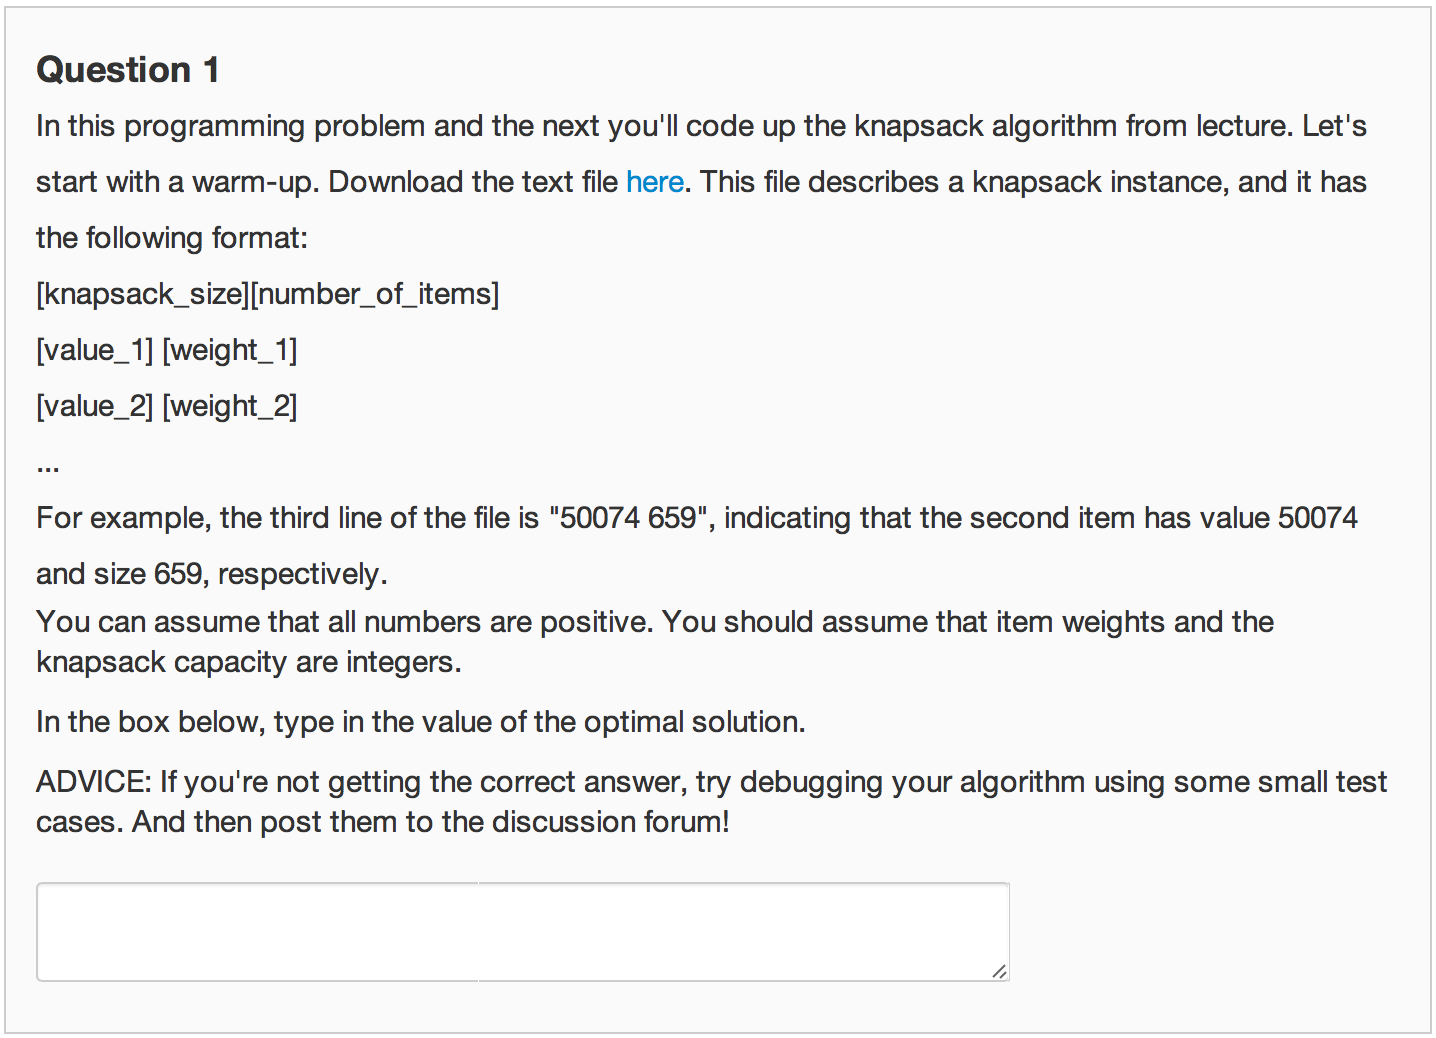 Question 1
In this programming problem and the next you'll code up the knapsack algorithm from lecture. Let's
start with a warm-up. Download the text file here. This file describes a knapsack instance, and it has
the following format:
[knapsack_size][number_of_items]
[value_1] [weight_1]
[value_2] [weight_2]
...
For example, the third line of the file is "50074 659", indicating that the second item has value 50074
and size 659, respectively.
You can assume that all numbers are positive. You should assume that item weights and the
knapsack capacity are integers.
In the box below, type in the value of the optimal solution.
ADVICE: If you're not getting the correct answer, try debugging your algorithm using some small test
cases. And then post them to the discussion forum!